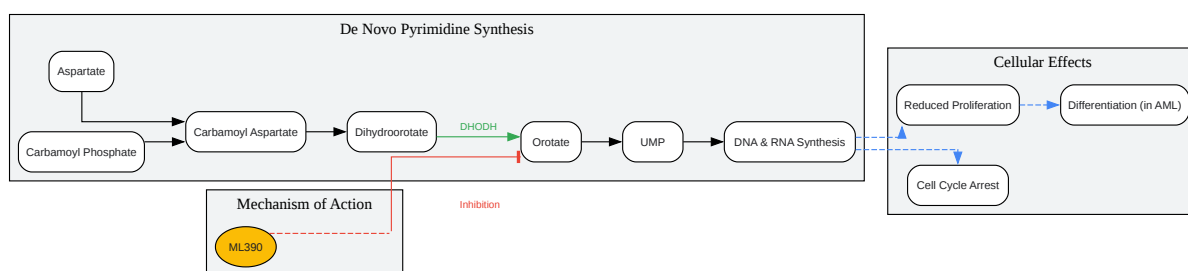 De Novo Pyrimidine Synthesis
Aspartate
Carbamoyl Phosphate
Carbamoyl Aspartate
Dihydroorotate
DHODH
Orotate
UMP
DNA & RNA Synthesis
Cellular Effects
Reduced Proliferation
Differentiation (in AML)
Cell Cycle Arrest
Mechanism of Action
ML390
Inhibition